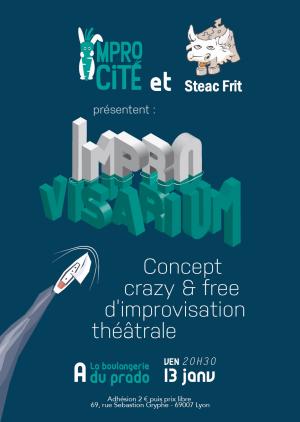 IMPRO
CiTÉ et Steac Frit
présentent :
IMPRO
VISARIUM
Concept
crazy & free
d'improvisation
théâtrale
A La boulangerie
du prado
VEN 20H30
13 janv
Adhésion 2 € puis prix libre
69, rue Sebastion Gryphe - 69007 Lyon